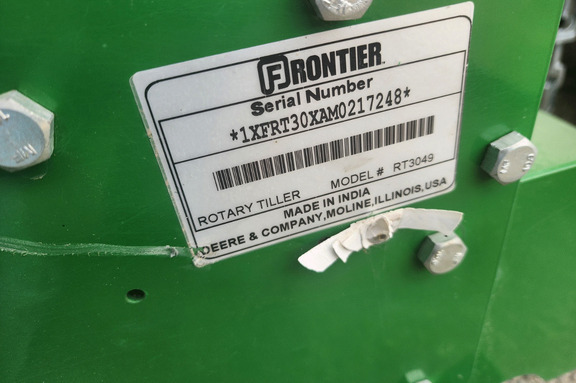 FRONTIER
Serial Number
*1XFRT30XAM0217248*
ROTARY TILLER MODEL # RT3049
MADE IN INDIA
DEERE & COMPANY,MOLINE,ILLINOIS,USA